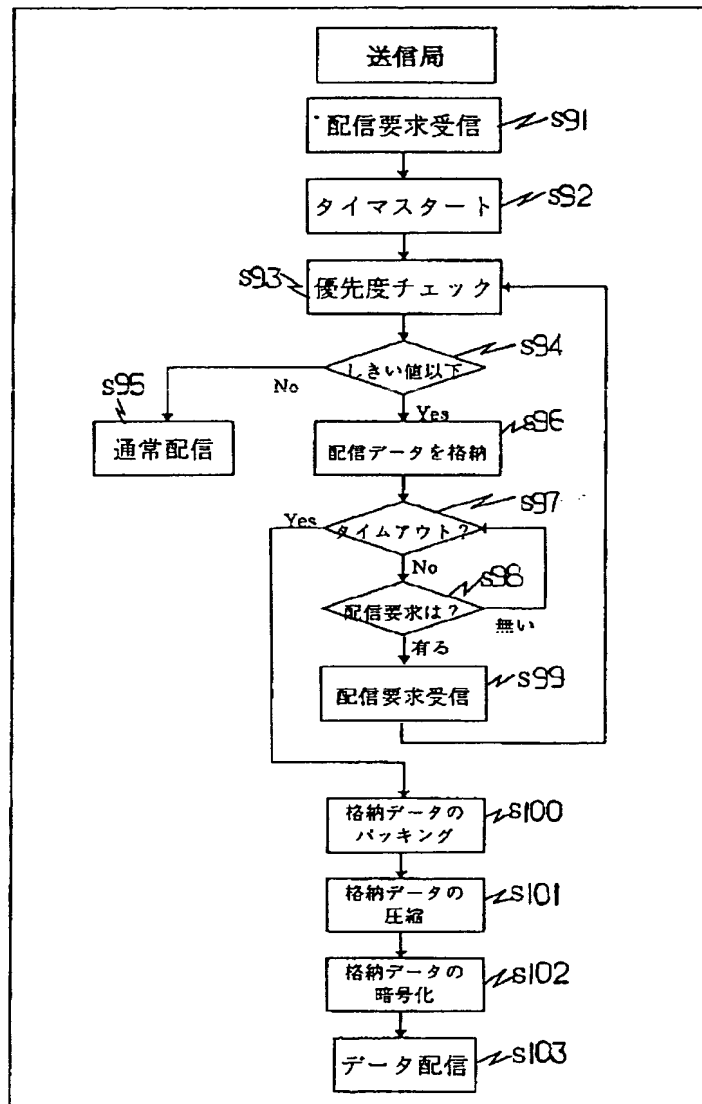 送信局
配信要求受信
S91
タイマスタート
S92
S93
優先度チェック
しきい値以下
S94
No
S95
通常配信
Yes
S96
配信データを格納
S97
Yes
タイムアウト?
No
S98
配信要求は?
無い
有る
S99
配信要求受信
格納データの
パッキング
S100
格納データの
圧縮
S101
格納データの
暗号化
S102
データ配信
S103